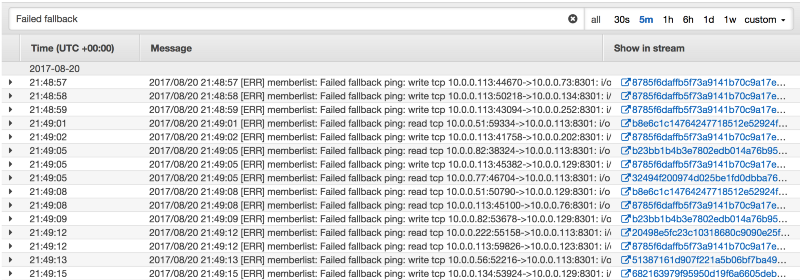 Failed fallback
all 30s 5m 1h 6h 1d 1w custom
Time (UTC +00:00) Message Show in stream
2017-08-20
21:48:57 2017/08/20 21:48:57 [ERR] memberlist: Failed fallback ping: write tcp 10.0.0.113:44670->10.0.0.73:8301: i/o 8785f6daffb5f73a9141b70c9a17e...
21:48:58 2017/08/20 21:48:58 [ERR] memberlist: Failed fallback ping: write tcp 10.0.0.113:50218->10.0.0.134:8301: i/ 8785f6daffb5f73a9141b70c9a17e...
21:48:59 2017/08/20 21:48:59 [ERR] memberlist: Failed fallback ping: write tcp 10.0.0.113:43094->10.0.0.252:8301: i/ 8785f6daffb5f73a9141b70c9a17e...
21:49:01 2017/08/20 21:49:01 [ERR] memberlist: Failed fallback ping: read tcp 10.0.0.51:59334->10.0.0.113:8301: i/o b8e6c1c14764247718512e52924f...
21:49:02 2017/08/20 21:49:02 [ERR] memberlist: Failed fallback ping: write tcp 10.0.0.113:41758->10.0.0.202:8301: i/ 8785f6daffb5f73a9141b70c9a17e...
21:49:05 2017/08/20 21:49:05 [ERR] memberlist: Failed fallback ping: read tcp 10.0.0.82:38324->10.0.0.113:8301: i/o b23bb1b4b3e7802edb014a76b95...
21:49:05 2017/08/20 21:49:05 [ERR] memberlist: Failed fallback ping: write tcp 10.0.0.113:45382->10.0.0.129:8301: i/ 8785f6daffb5f73a9141b70c9a17e...
21:49:05 2017/08/20 21:49:05 [ERR] memberlist: Failed fallback ping: read tcp 10.0.0.77:46704->10.0.0.113:8301: i/o 32494f200974d025be1fd0dbba76...
21:49:08 2017/08/20 21:49:08 [ERR] memberlist: Failed fallback ping: read tcp 10.0.0.51:50790->10.0.0.129:8301: i/o b8e6c1c14764247718512e52924f...
21:49:08 2017/08/20 21:49:08 [ERR] memberlist: Failed fallback ping: write tcp 10.0.0.113:45100->10.0.0.76:8301: i/o 8785f6daffb5f73a9141b70c9a17e...
21:49:09 2017/08/20 21:49:09 [ERR] memberlist: Failed fallback ping: write tcp 10.0.0.82:53678->10.0.0.129:8301: i/o b23bb1b4b3e7802edb014a76b95...
21:49:12 2017/08/20 21:49:12 [ERR] memberlist: Failed fallback ping: read tcp 10.0.0.222:55158->10.0.0.113:8301: i/o 20498e5fc23c10318680c9090e25f...
21:49:12 2017/08/20 21:49:12 [ERR] memberlist: Failed fallback ping: write tcp 10.0.0.113:59826->10.0.0.123:8301: i/ 8785f6daffb5f73a9141b70c9a17e...
21:49:13 2017/08/20 21:49:13 [ERR] memberlist: Failed fallback ping: write tcp 10.0.0.56:52216->10.0.0.113:8301: i/o 51387161d907f221a5b06bf7ba49...
21:49:15 2017/08/20 21:49:15 [ERR] memberlist: Failed fallback ping: write tcp 10.0.0.134:53924->10.0.0.129:8301: i/ 682163979f95950d19f6a6605deb...